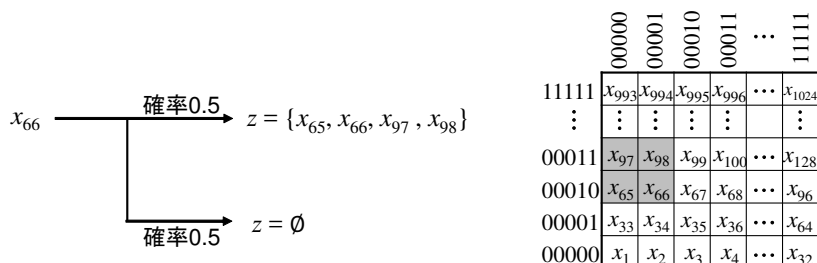 x66 確率0.5 z = {x65, x66, x97 , x98}
確率0.5 z = ∅
00000 00001 00010 00011 ⋯ 11111
11111 x993 x994 x995 x996 ⋯ x1024
⋮ ⋮ ⋮ ⋮ ⋮ ⋮
00011 x97 x98 x99 x100 ⋯ x128
00010 x65 x66 x67 x68 ⋯ x96
00001 x33 x34 x35 x36 ⋯ x64
00000 x1 x2 x3 x4 ⋯ x32